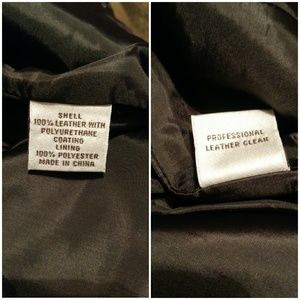 SHELL
100% LEATHER WITH
POLYURETHANE
COATING
LINING
100% POLYESTER
MADE IN CHINA
PROFESSIONAL
LEATHER CLEAN